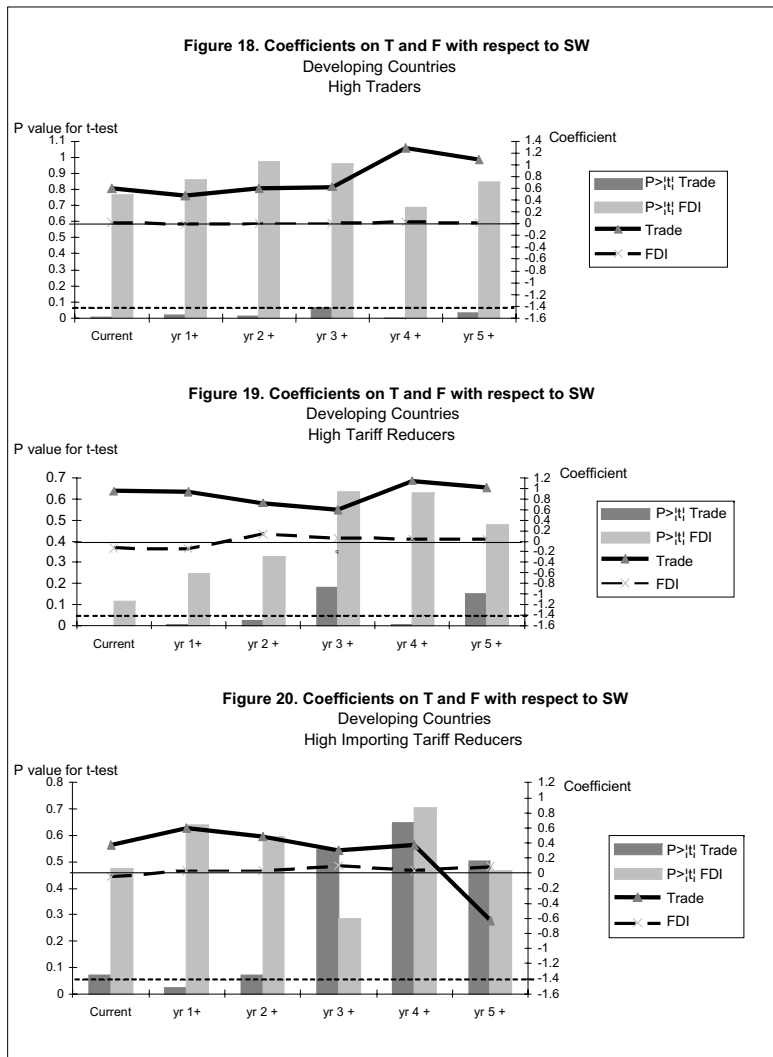 Figure 18. Coefficients on T and F with respect to SW
Developing Countries
High Traders
P value for t-test
Coefficient
1.1
1
0.9
0.8
0.7
0.6
0.5
0.4
0.3
0.2
0.1
0
1.4
1.2
1
0.8
0.6
0.4
0.2
0
-0.2
-0.4
-0.6
-0.8
-1
-1.2
-1.4
-1.6
Current yr 1+ yr 2 + yr 3 + yr 4 + yr 5 +
P>¦t¦ Trade
P>¦t¦ FDI
Trade
FDI
Figure 19. Coefficients on T and F with respect to SW
Developing Countries
High Tariff Reducers
P value for t-test
Coefficient
0.7
0.6
0.5
0.4
0.3
0.2
0.1
0
1.2
1
0.8
0.6
0.4
0.2
0
-0.2
-0.4
-0.6
-0.8
-1
-1.2
-1.4
-1.6
Current yr 1+ yr 2 + yr 3 + yr 4 + yr 5 +
P>¦t¦ Trade
P>¦t¦ FDI
Trade
FDI
Figure 20. Coefficients on T and F with respect to SW
Developing Countries
High Importing Tariff Reducers
P value for t-test
Coefficient
0.8
0.7
0.6
0.5
0.4
0.3
0.2
0.1
0
1.2
1
0.8
0.6
0.4
0.2
0
-0.2
-0.4
-0.6
-0.8
-1
-1.2
-1.4
-1.6
Current yr 1+ yr 2 + yr 3 + yr 4 + yr 5 +
P>¦t¦ Trade
P>¦t¦ FDI
Trade
FDI